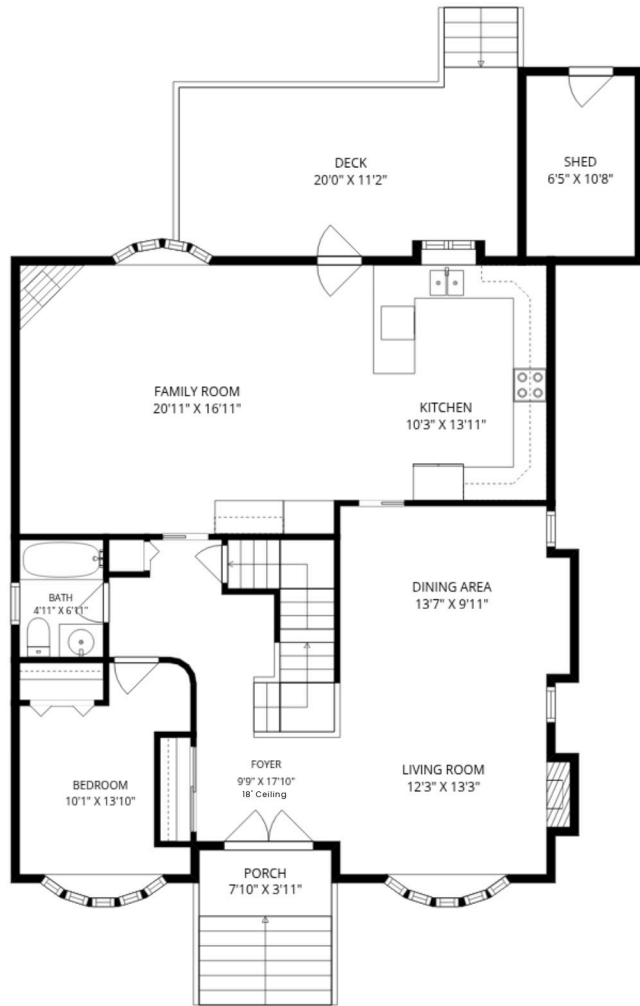 DECK
20'0" X 11'2"
SHED
6'5" X 10'8"
FAMILY ROOM
20'11" X 16'11"
KITCHEN
10'3" X 13'11"
BATH
4'11" X 6'11"
DINING AREA
13'7" X 9'11"
FOYER
9'9" X 17'10"
18' Ceiling
LIVING ROOM
12'3" X 13'3"
BEDROOM
10'1" X 13'10"
PORCH
7'10" X 3'11"